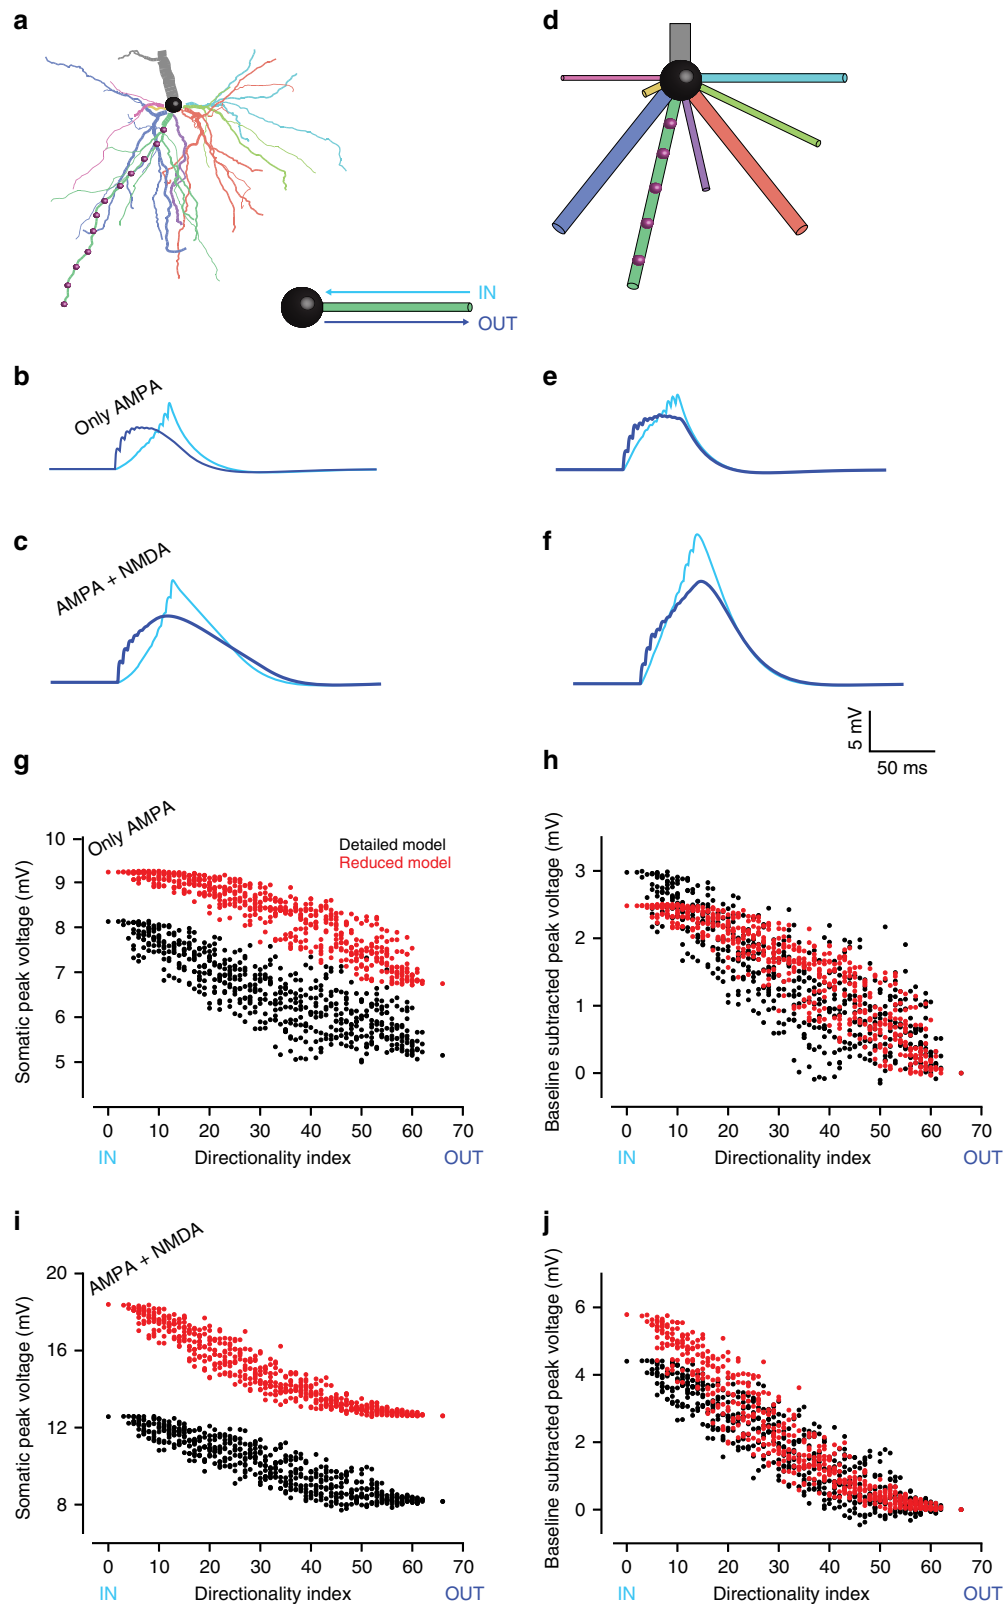 a
d
IN
OUT
b
Only AMPA
e
c
AMPA + NMDA
f
5 mV
50 ms
g
h
Only AMPA
Detailed model
Reduced model
Somatic peak voltage (mV)
10
9
8
7
6
5
0 10 20 30 40 50 60 70
IN Directionality index OUT
Baseline subtracted peak voltage (mV)
3
2
1
0
0 10 20 30 40 50 60 70
IN Directionality index OUT
i
j
AMPA + NMDA
Somatic peak voltage (mV)
20
16
12
8
0 10 20 30 40 50 60 70
IN Directionality index OUT
Baseline subtracted peak voltage (mV)
6
4
2
0
0 10 20 30 40 50 60 70
IN Directionality index OUT